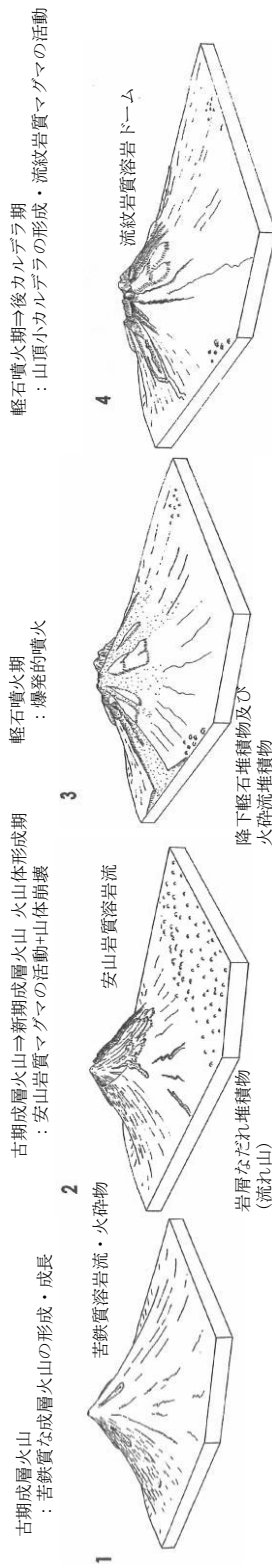 古期成層火山
：苦鉄質な成層火山の形成・成長
1
苦鉄質溶岩流・火砕物
古期成層火山⇒新期成層火山 火山体形成期
：安山岩質マグマの活動+山体崩壊
2
安山岩質溶岩流
岩屑なだれ堆積物
(流れ山)
軽石噴火期
：爆発的噴火
3
降下軽石堆積物及び
火砕流堆積物
軽石噴火期⇒後カルデラ期
：山頂小カルデラの形成・流紋岩質マグマの活動
4
流紋岩質溶岩ドーム